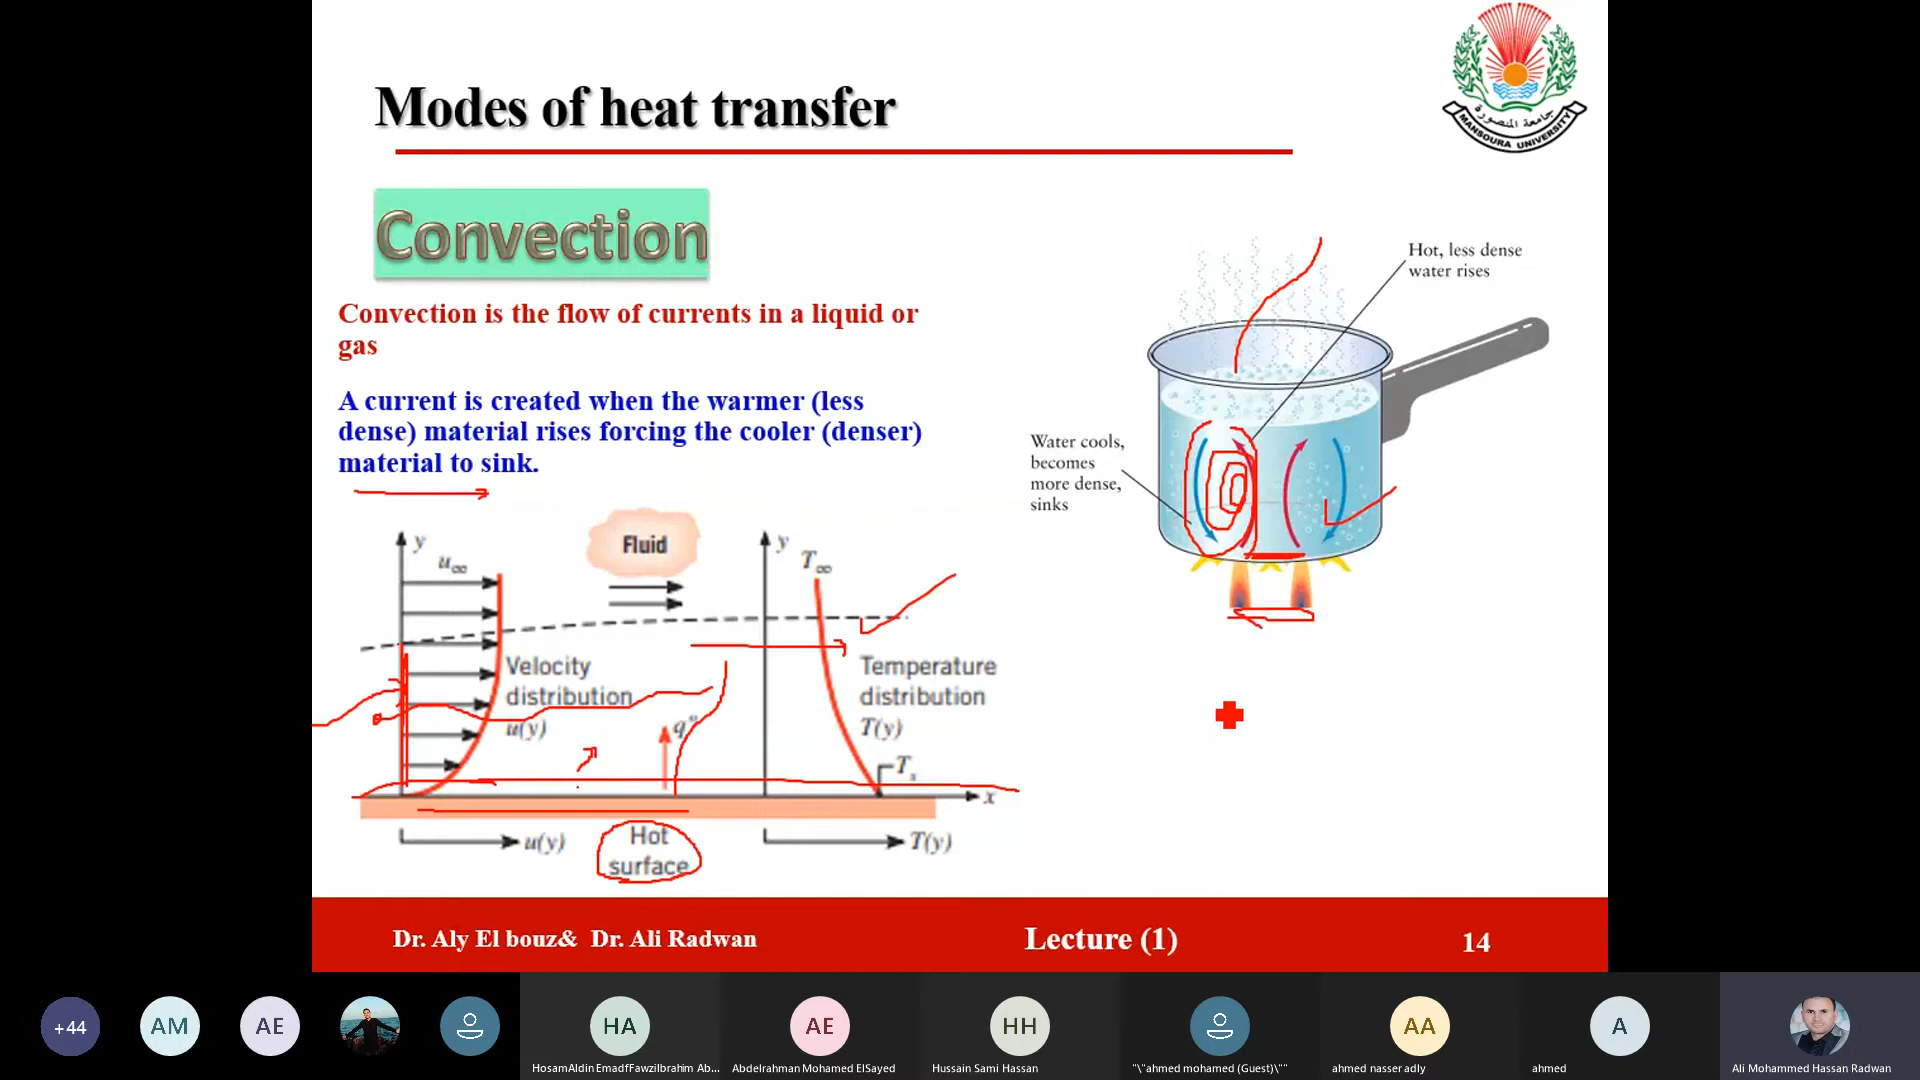 Modes of heat transfer
جامعة المنصورة
MANSOURA UNIVERSITY
Convection
Convection is the flow of currents in a liquid or
gas
A current is created when the warmer (less
dense) material rises forcing the cooler (denser)
material to sink.
Hot, less dense
water rises
Water cools,
becomes
more dense,
sinks
y
u∞
Fluid
y
T∞
Velocity
distribution
u(y)
q"
Temperature
distribution
T(y)
Ts
x
u(y)
Hot
surface
T(y)
Dr. Aly El bouz& Dr. Ali Radwan
Lecture (1)
14
+44
AM
AE
HA
AE
HH
AA
A
HosamAldin EmadfFawzilbrahim Ab...
Abdelrahman Mohamed ElSayed
Hussain Sami Hassan
"\"ahmed mohamed (Guest)\""
ahmed nasser adly
ahmed
Ali Mohammed Hassan Radwan